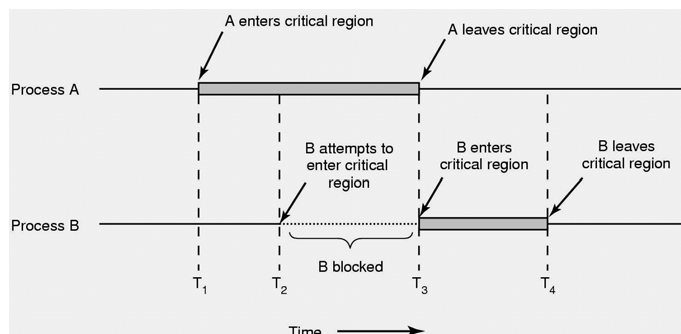 A enters critical region
A leaves critical region
Process A
B attempts to
enter critical
region
B enters
critical region
B leaves
critical region
Process B
B blocked
T1
T2
T3
T4
Time